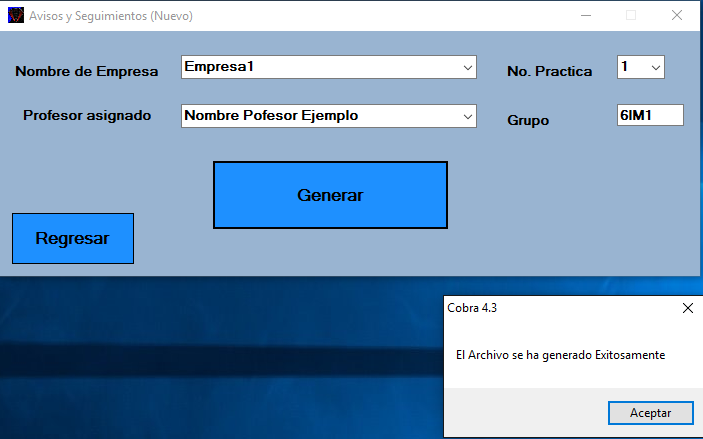 Avisos y Seguimientos (Nuevo)
Nombre de Empresa Empresa1 No. Practica 1
Profesor asignado Nombre Pofesor Ejemplo Grupo 6IM1
Generar
Regresar
Cobra 4.3
El Archivo se ha generado Exitosamente
Aceptar